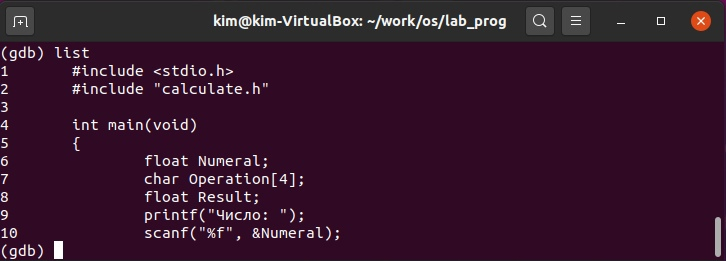 kim@kim-VirtualBox: ~/work/os/lab_prog
(gdb) list
1       #include <stdio.h>
2       #include "calculate.h"
3
4       int main(void)
5       {
6               float Numeral;
7               char Operation[4];
8               float Result;
9               printf("Число: ");
10              scanf("%f", &Numeral);
(gdb)